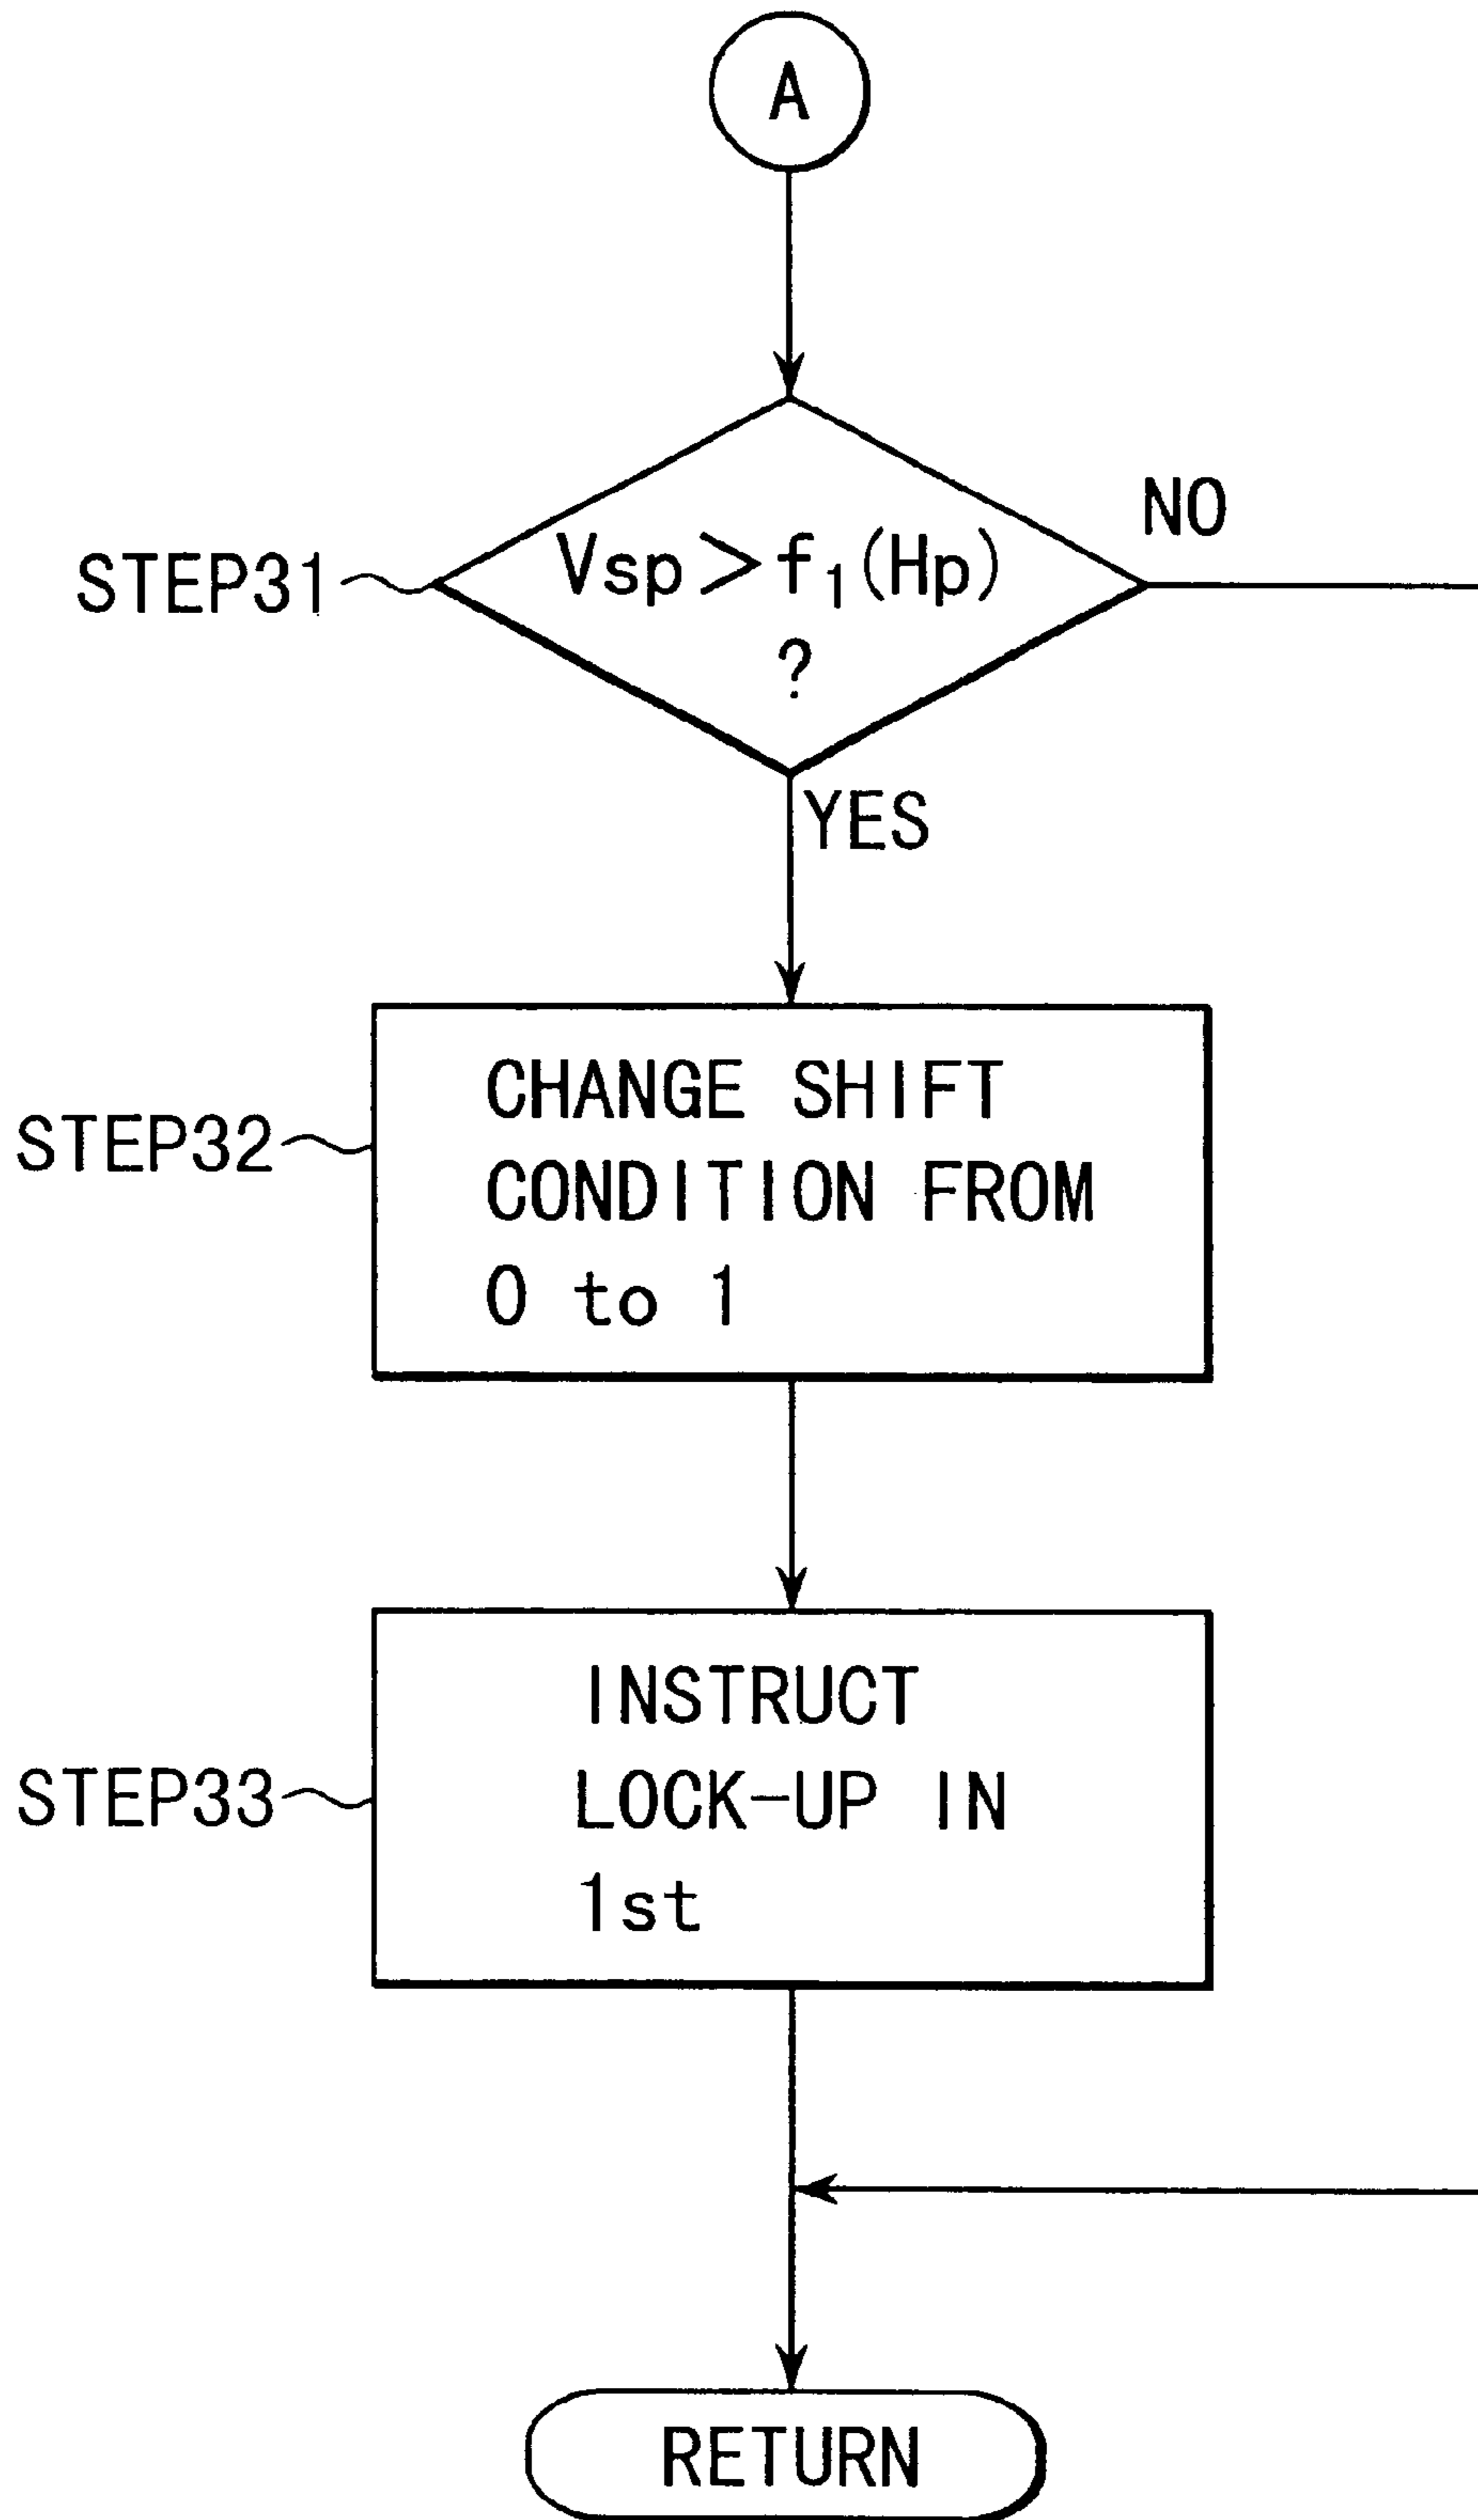 A
NO
STEP31
Vsp>f₁(Hp)
?
YES
CHANGE SHIFT
STEP32
CONDITION FROM
0 to 1
INSTRUCT
STEP33
LOCK-UP IN
1st
RETURN